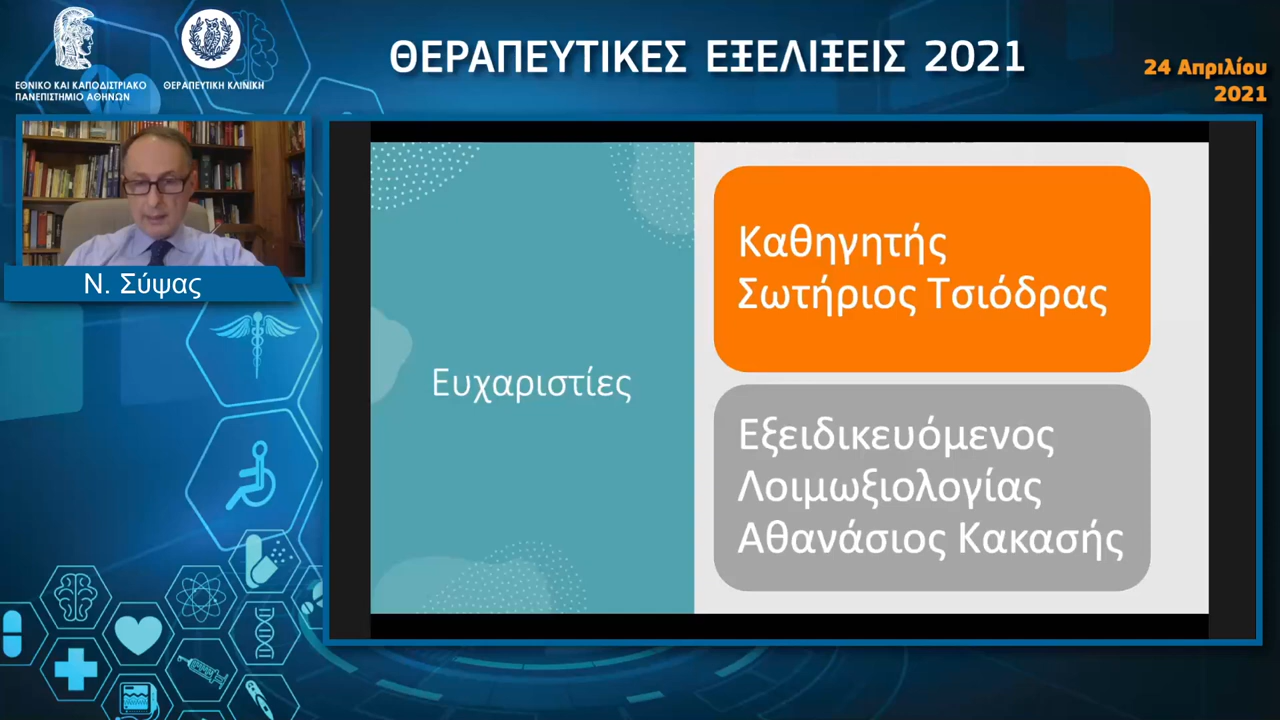 ΕΘΝΙΚΟ ΚΑΙ ΚΑΠΟΔΙΣΤΡΙΑΚΟ
ΠΑΝΕΠΙΣΤΗΜΙΟ ΑΘΗΝΩΝ
ΘΕΡΑΠΕΥΤΙΚΗ ΚΛΙΝΙΚΗ
ΘΕΡΑΠΕΥΤΙΚΕΣ ΕΞΕΛΙΞΕΙΣ 2021
24 Απριλίου
2021
Ν. Σύψας
Ευχαριστίες
Καθηγητής
Σωτήριος Τσιόδρας
Εξειδικευόμενος
Λοιμωξιολογίας
Αθανάσιος Κακασής